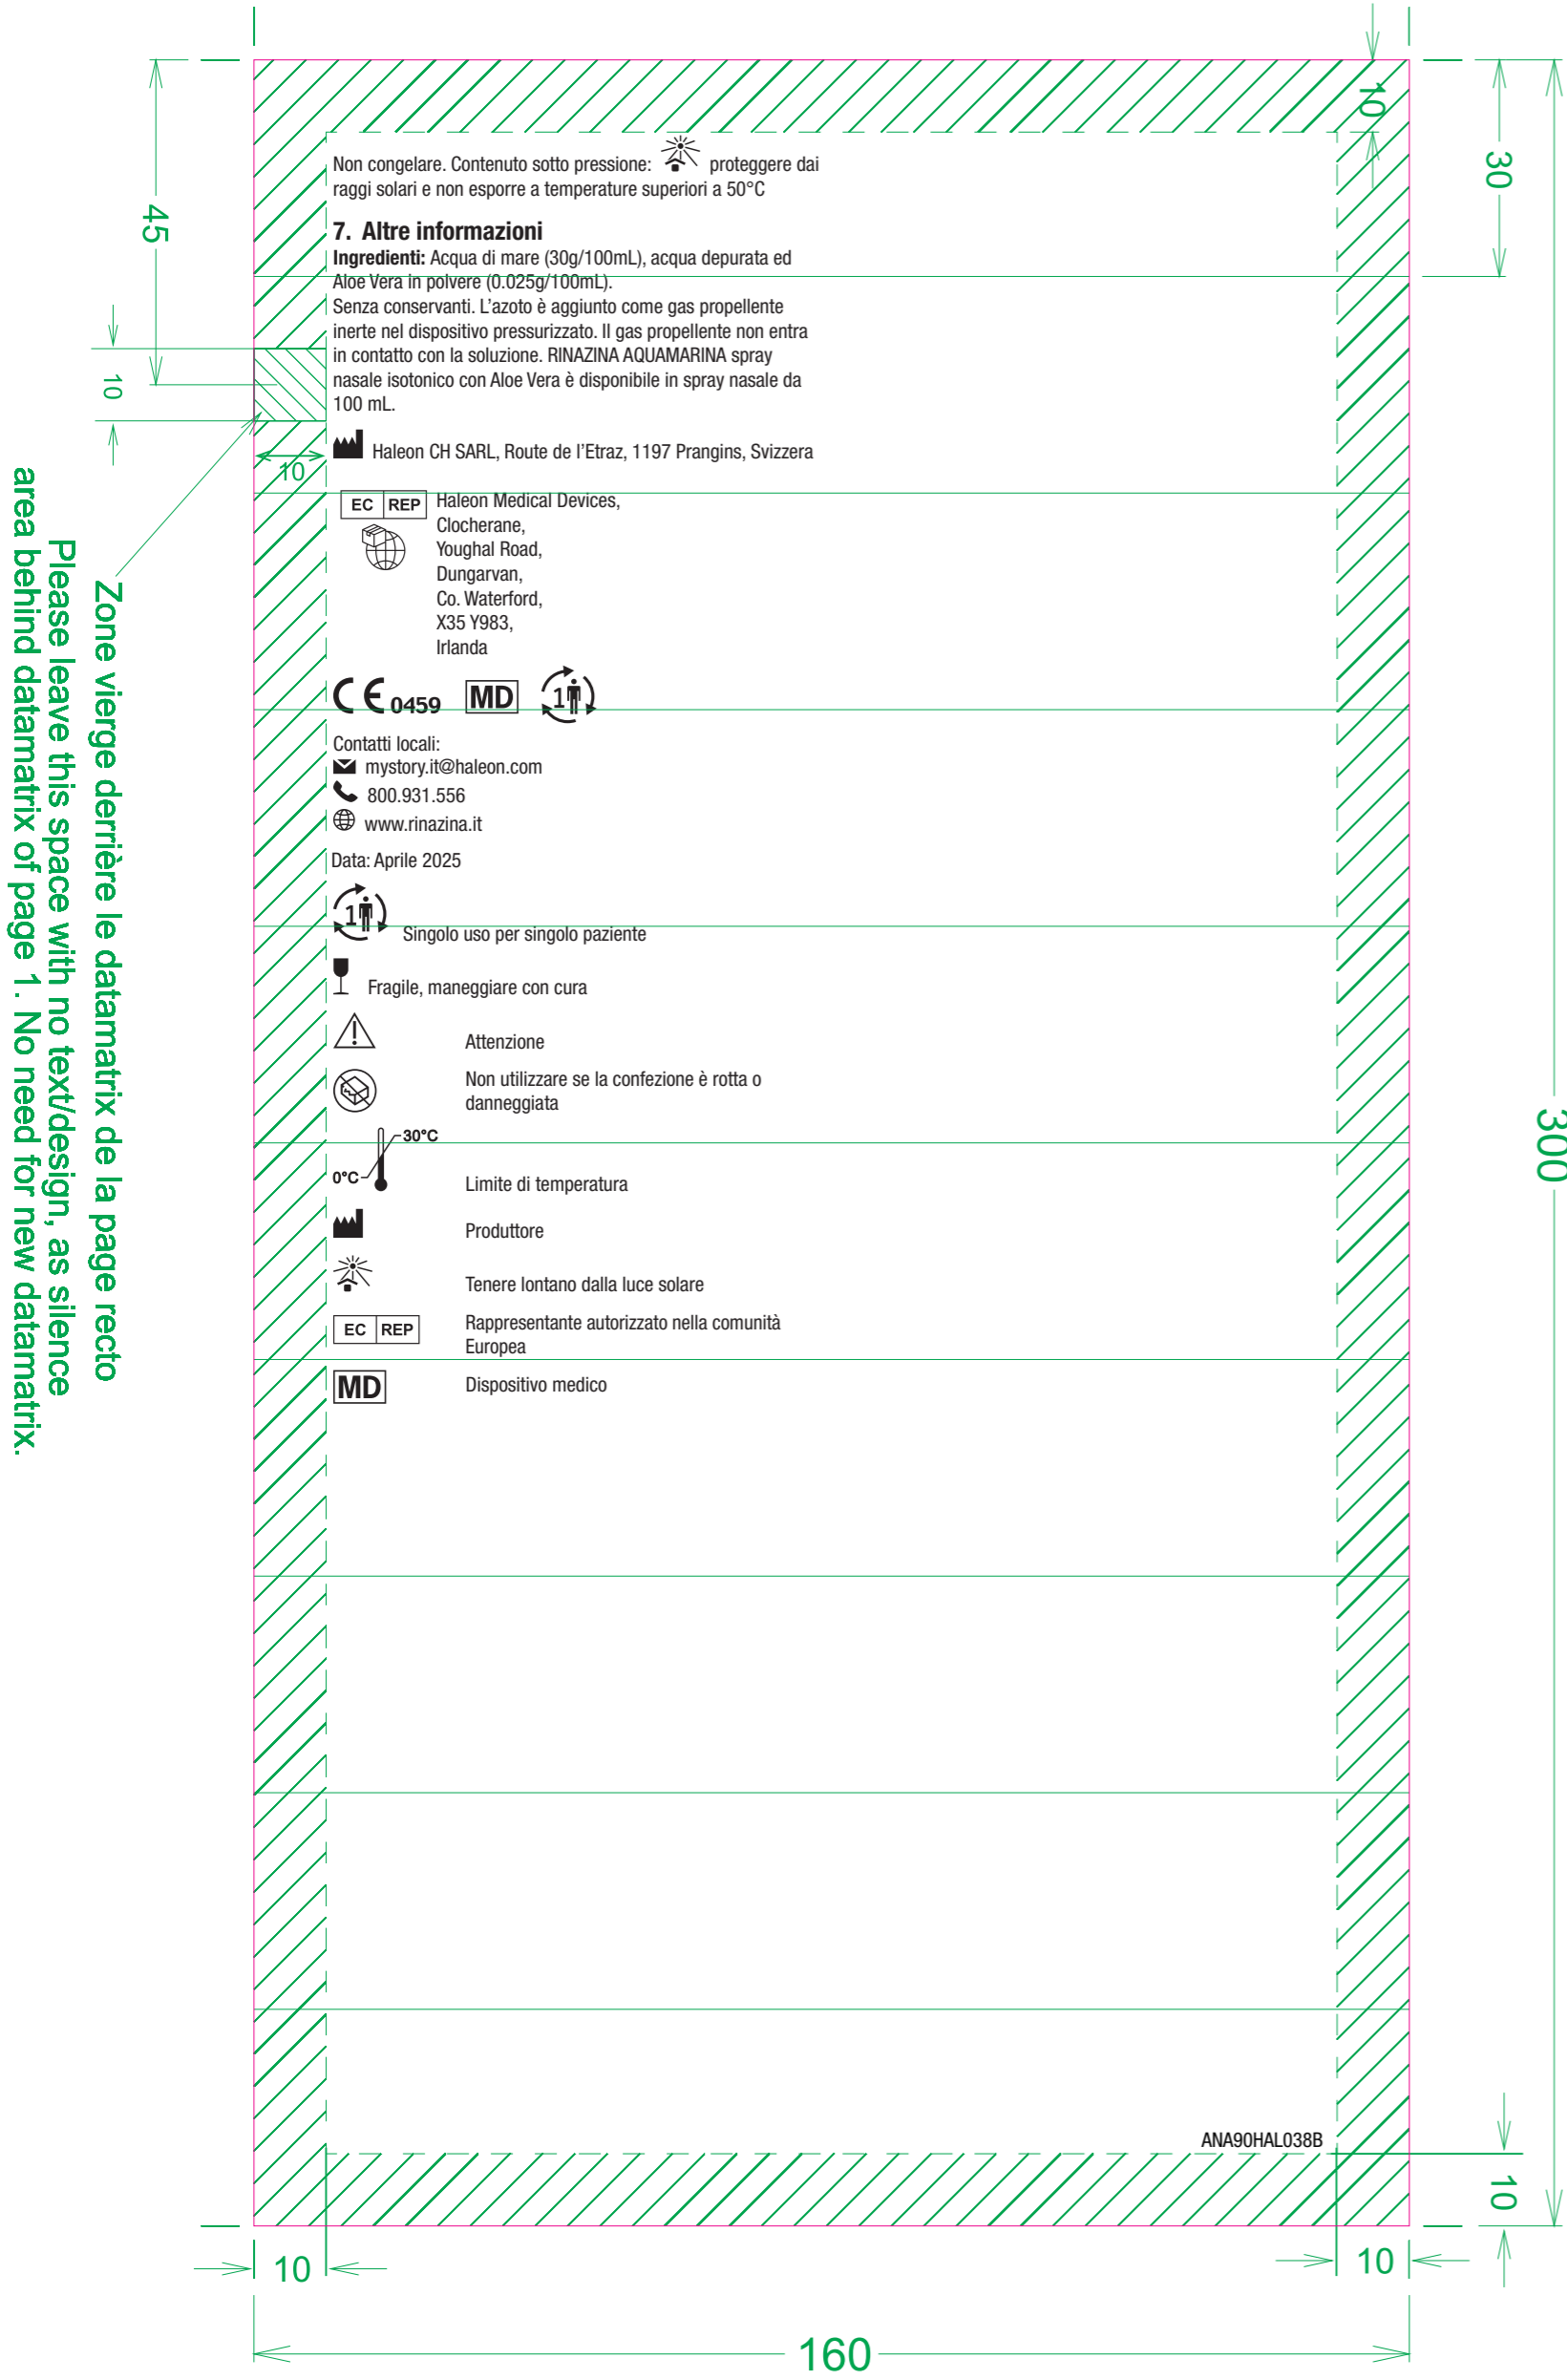 Non congelare. Contenuto sotto pressione: proteggere dai
raggi solari e non esporre a temperature superiori a 50°C
7. Altre informazioni
Ingredienti: Acqua di mare (30g/100mL), acqua depurata ed
Aloe Vera in polvere (0.025g/100mL).
Senza conservanti. L'azoto è aggiunto come gas propellente
inerte nel dispositivo pressurizzato. Il gas propellente non entra
in contatto con la soluzione. RINAZINA AQUAMARINA spray
nasale isotonico con Aloe Vera è disponibile in spray nasale da
100 mL.
Haleon CH SARL, Route de l'Etraz, 1197 Prangins, Svizzera
EC REP Haleon Medical Devices,
Clocherane,
Youghal Road,
Dungarvan,
Co. Waterford,
X35 Y983,
Irlanda
CE 0459 MD 1
Contatti locali:
mystory.it@haleon.com
800.931.556
www.rinazina.it
Data: Aprile 2025
1 Singolo uso per singolo paziente
Fragile, maneggiare con cura
Attenzione
Non utilizzare se la confezione è rotta o
danneggiata
30°C
0°C
Limite di temperatura
Produttore
Tenere lontano dalla luce solare
EC REP Rappresentante autorizzato nella comunità
Europea
MD Dispositivo medico
ANA90HAL038B
10
30
45
10
10
300
10
10
10
160
Zone vierge derrière le datamatrix de la page recto
Please leave this space with no text/design, as silence
area behind datamatrix of page 1. No need for new datamatrix.